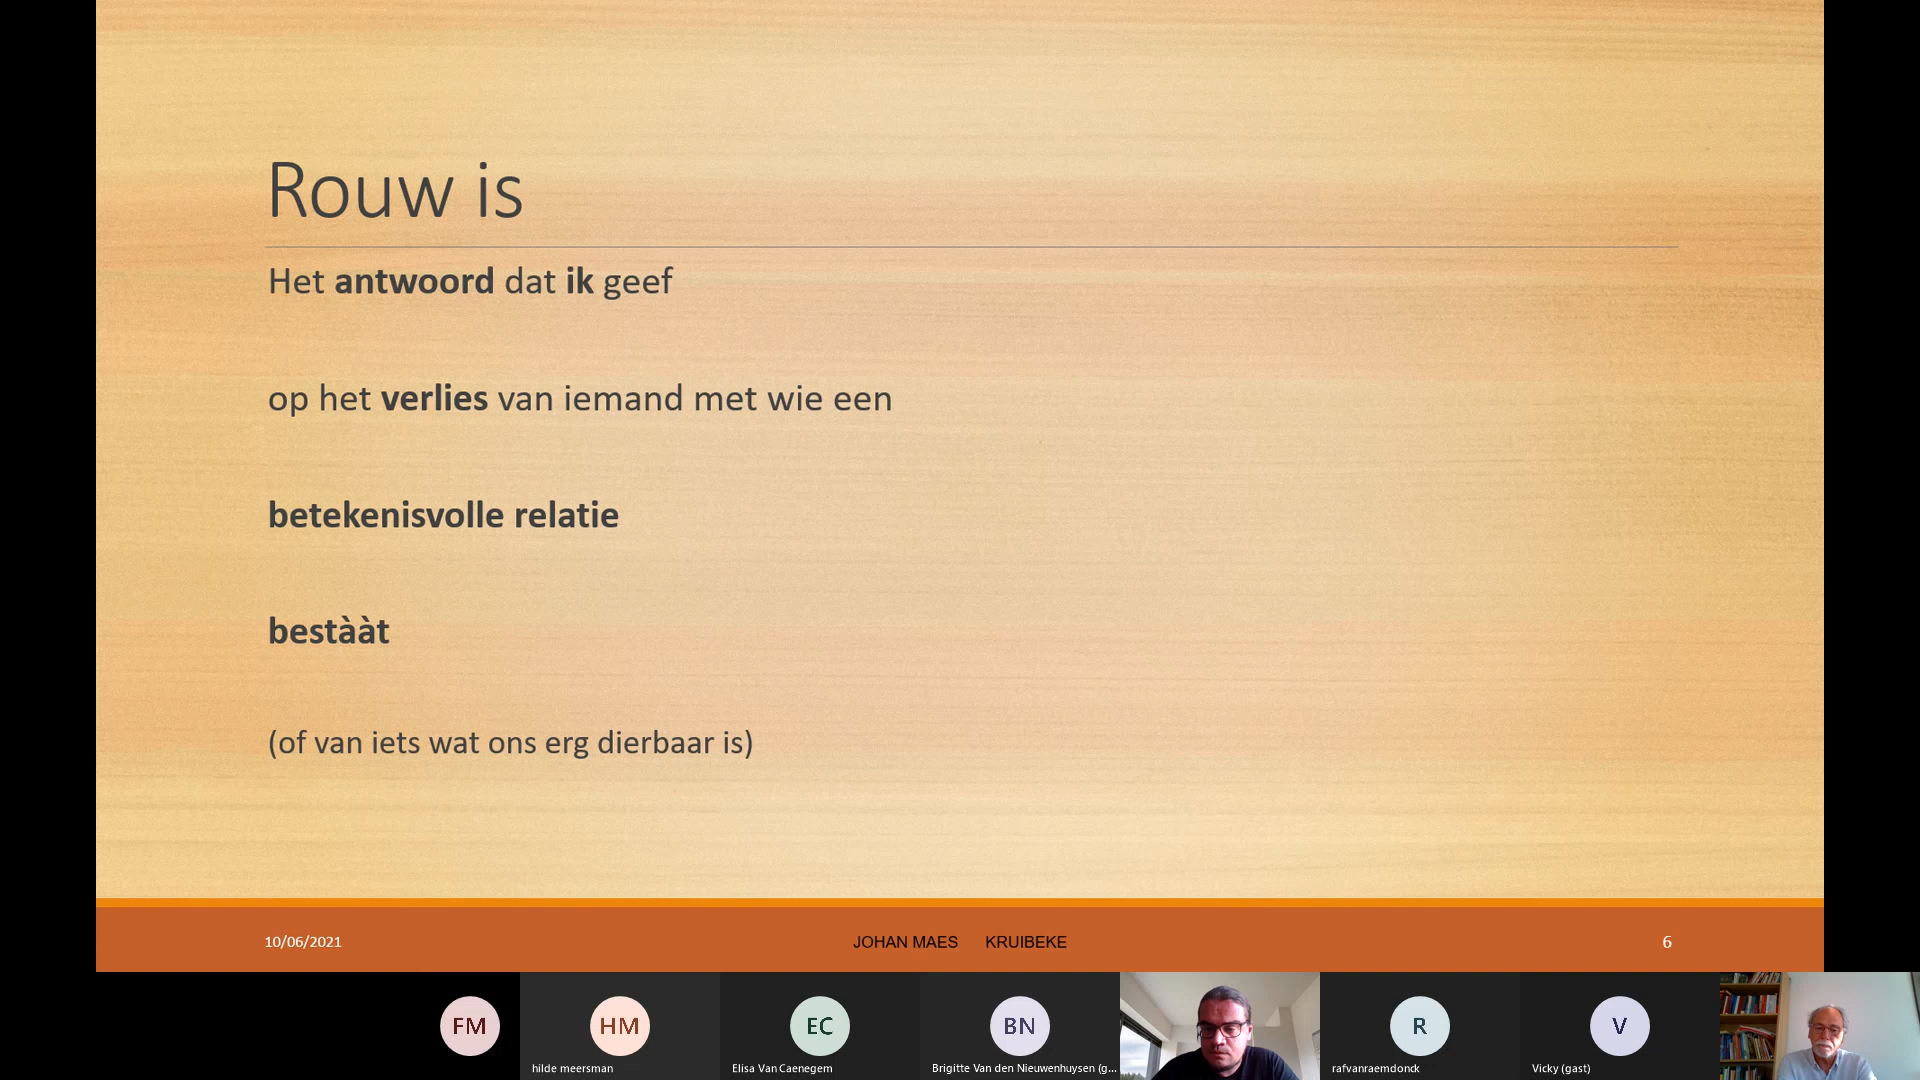 Rouw is
Het antwoord dat ik geef
op het verlies van iemand met wie een
betekenisvolle relatie
bestààt
(of van iets wat ons erg dierbaar is)
10/06/2021
JOHAN MAES KRUIBEKE
6
FM
HM
EC
BN
R
V
hilde meersman
Elisa Van Caenegem
Brigitte Van den Nieuwenhuysen (g...
rafvanraemdonck
Vicky (gast)